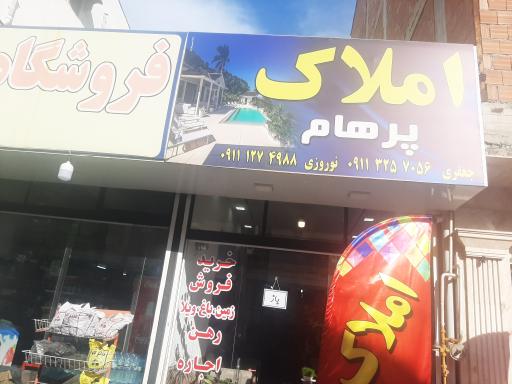 املاک
پرهام
جعفری ۰۹۱۱ ۳۲۵ ۷۰۵۶ نوروزی ۰۹۱۱ ۱۲۷ ۴۹۸۸
فروشگاه
خرید
فروش
زمین،باغ،ویلا
رهن
اجاره
باز
املاک